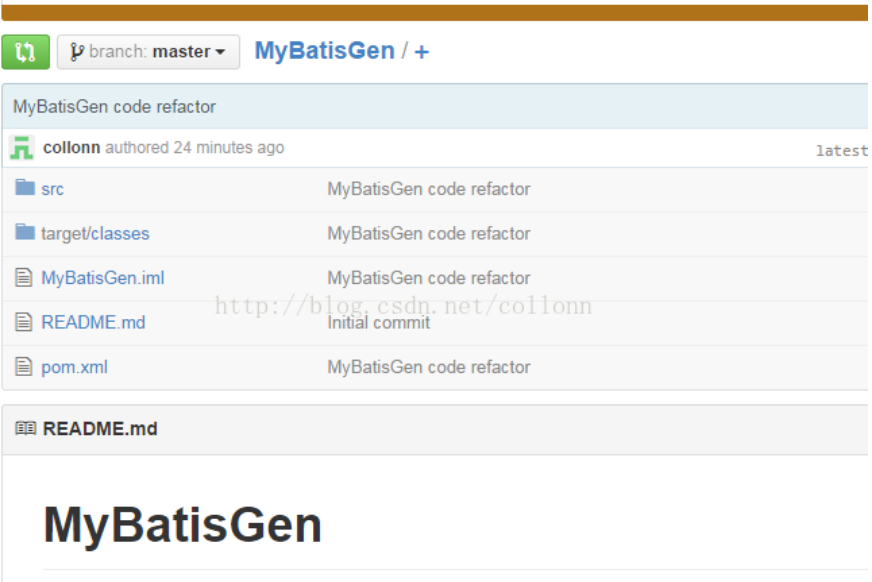 branch: master MyBatisGen / +
MyBatisGen code refactor
collonn authored 24 minutes ago
latest
src MyBatisGen code refactor
target/classes MyBatisGen code refactor
MyBatisGen.iml MyBatisGen code refactor
http://blog.csdn.net/collonn
README.md Initial commit
pom.xml MyBatisGen code refactor
README.md
MyBatisGen